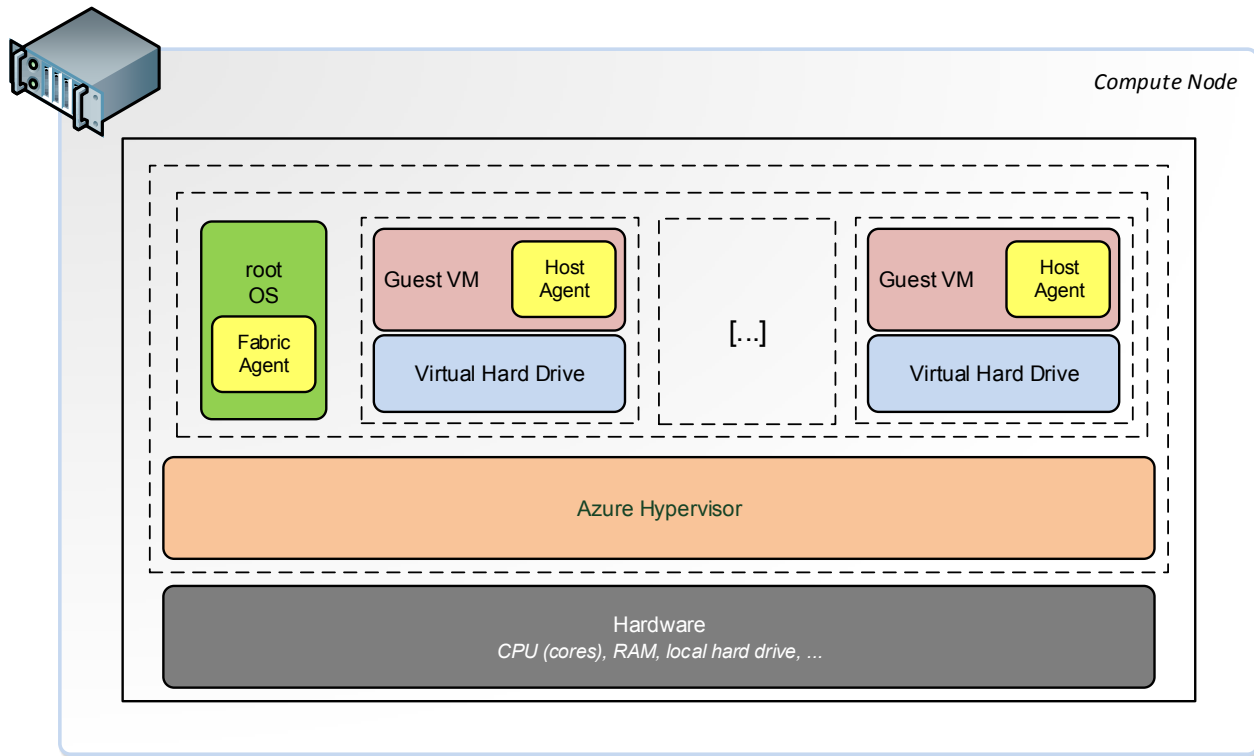 Compute Node
root
OS
Fabric
Agent
Guest VM
Host
Agent
Virtual Hard Drive
[...]
Guest VM
Host
Agent
Virtual Hard Drive
Azure Hypervisor
Hardware
CPU (cores), RAM, local hard drive, ...